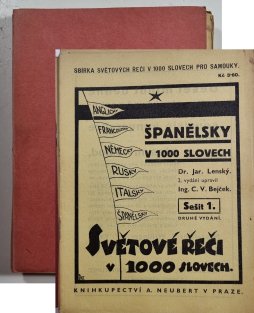 SBÍRKA SVĚTOVÝCH ŘEČÍ V 1000 SLOVECH PRO SAMOUKY.
Kč 5·60.
ANGLICKY
FRANCOUZSKY
NĚMECKY
RUSKY
ITALSKY
ŠPANĚLSKY
ŠPANĚLSKY
V 1000 SLOVECH
Dr. Jar. Lenský.
2. vydání upravil
Ing. C. V. Bejček.
Sešit 1.
DRUHÉ VYDÁNÍ.
SVĚTOVÉ ŘEČI
V 1000 SLOVECH.
KNIHKUPECTVÍ A. NEUBERT V PRAZE.